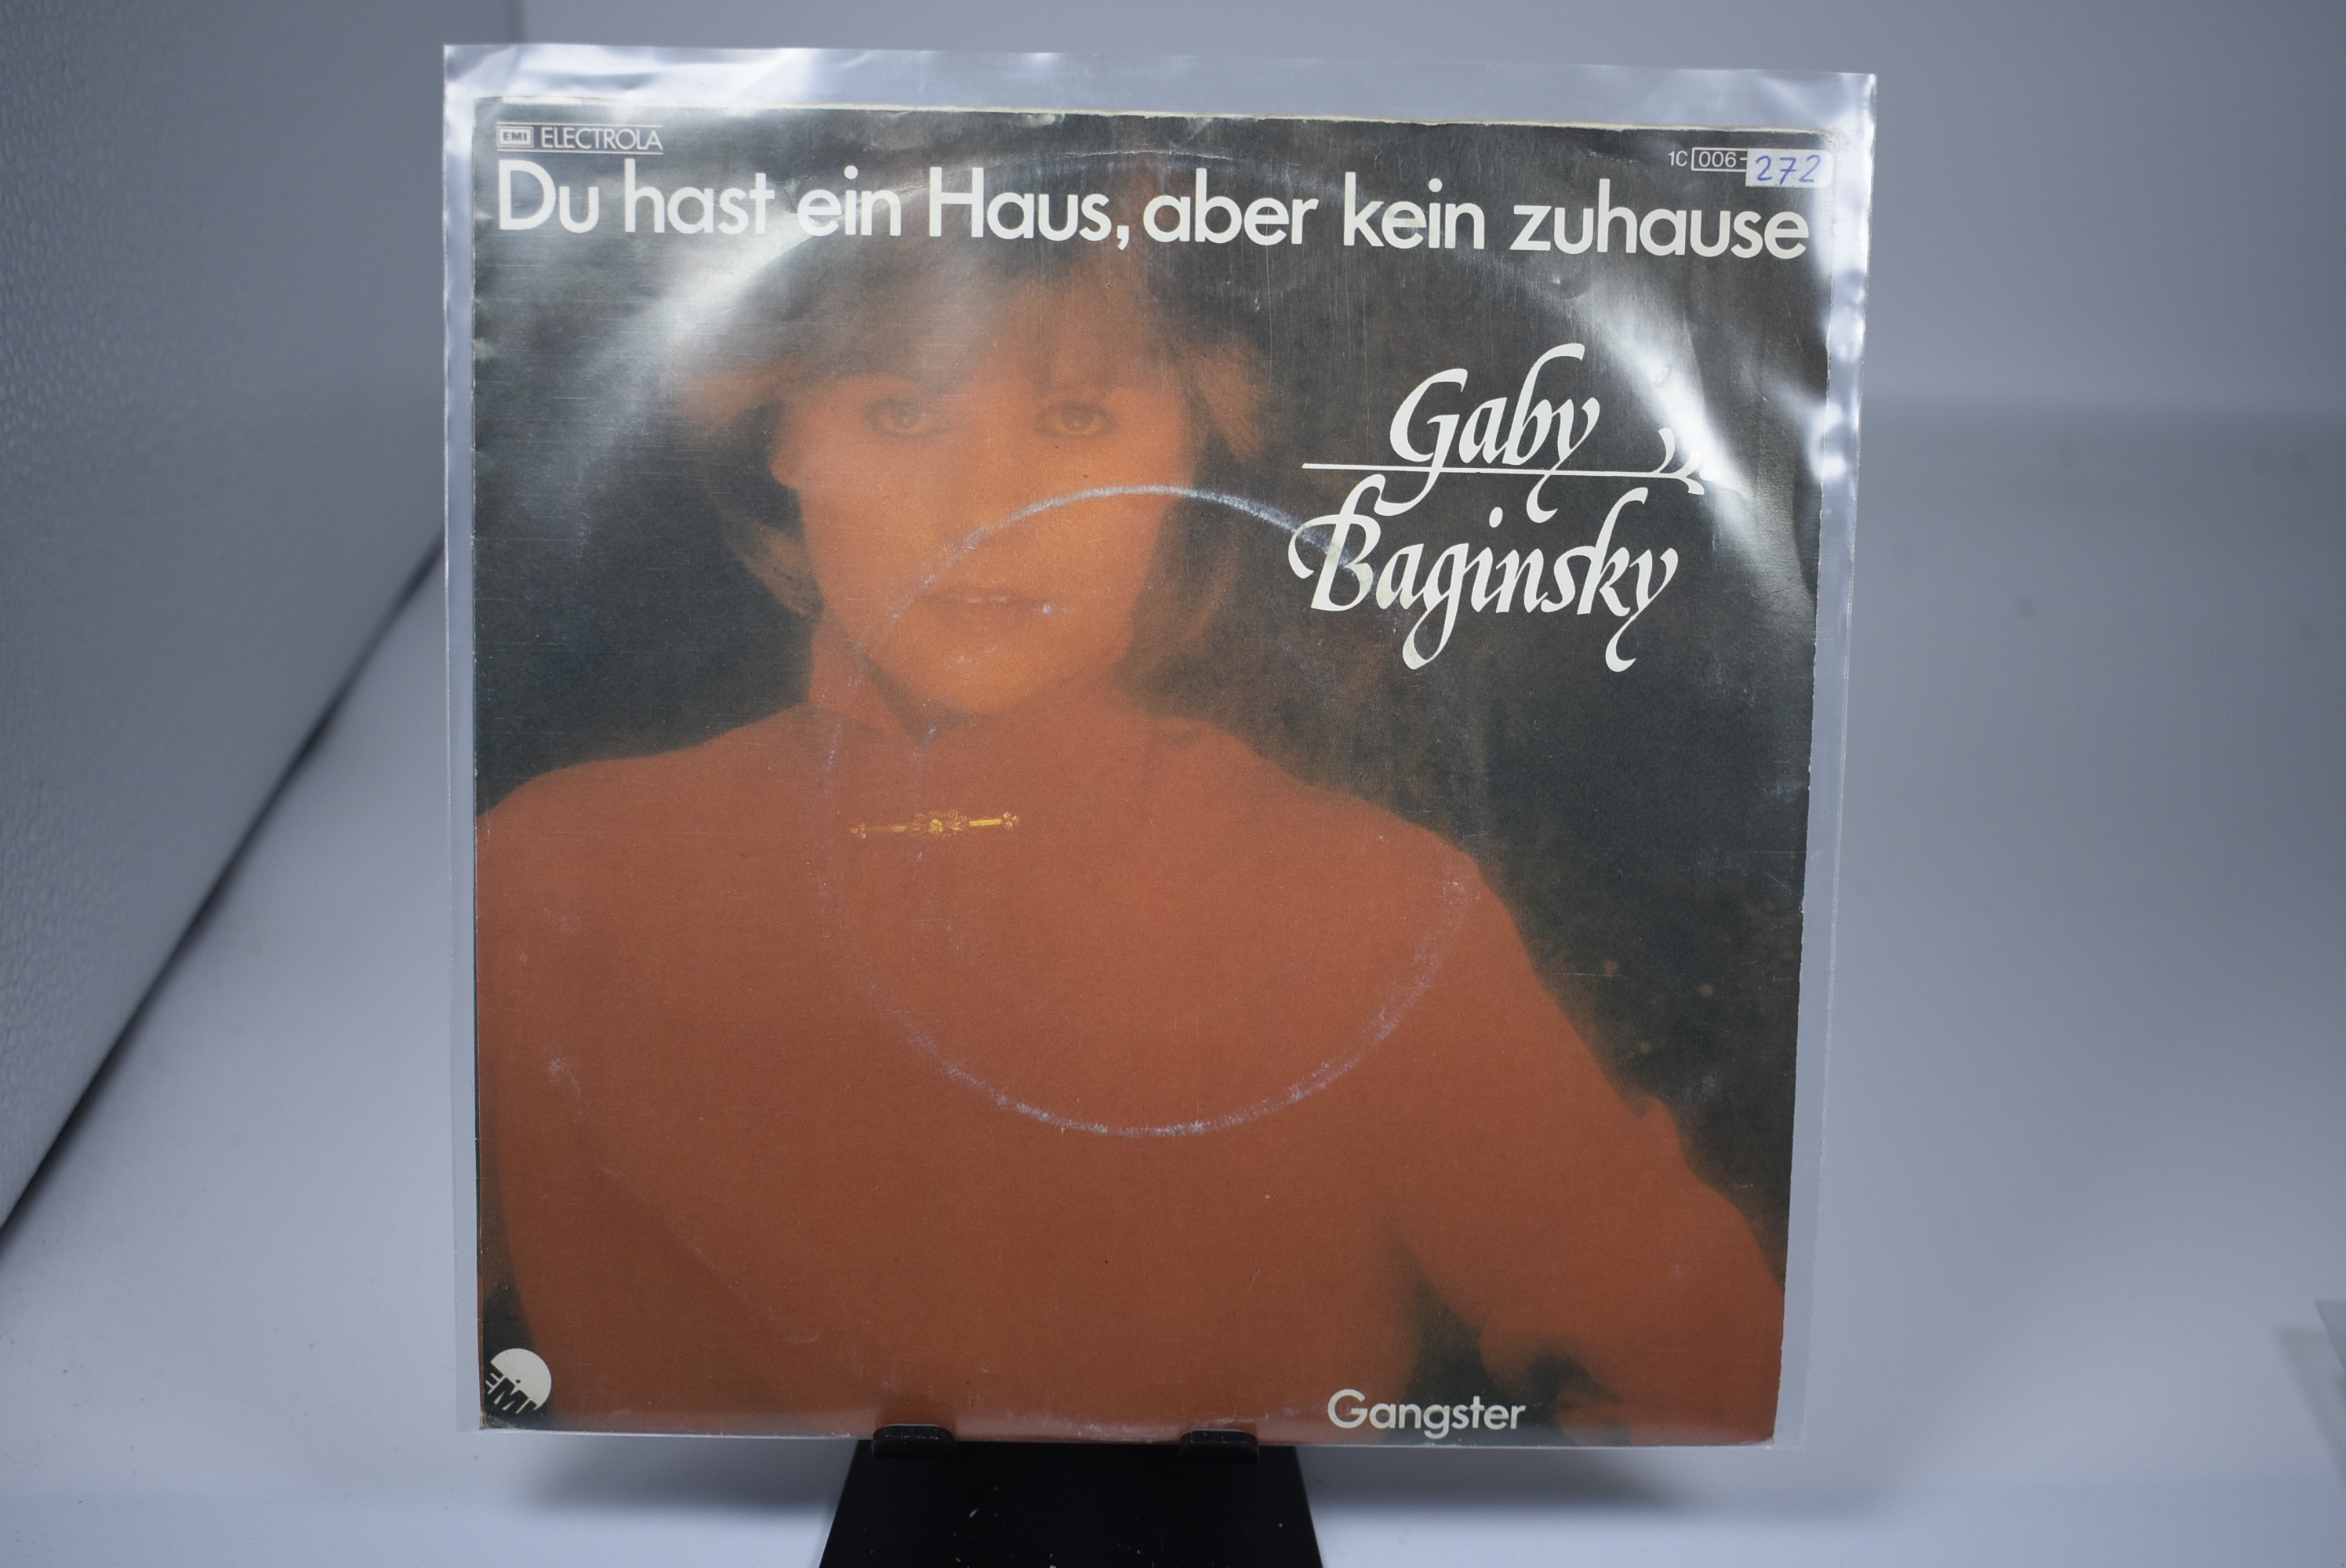 EMI ELECTROLA
1C 006-272
Du hast ein Haus, aber kein zuhause
Gaby
Baginsky
EMI
Gangster